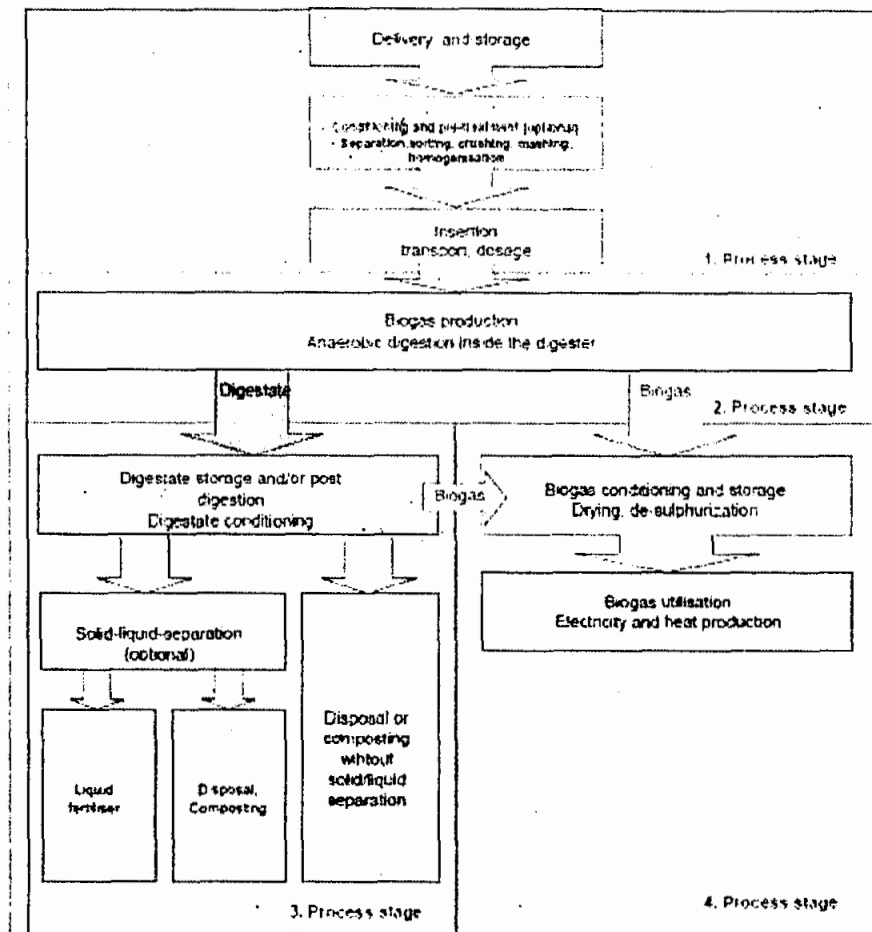 Delivery and storage
Conditioning and pre-treatment (optional)
- Separation, sorting, crushing, mashing,
homogenisation
Insertion
transport, dosage
1. Process stage
Biogas production
Anaerobic digestion inside the digester
Digestate
Biogas
2. Process stage
Digestate storage and/or post
digestion
Digestate conditioning
Biogas
Biogas conditioning and storage
Drying, de-sulphurization
Biogas utilisation
Electricity and heat production
Solid-liquid-separation
(optional)
Liquid
fertiliser
Disposal,
Composting
Disposal or
composting
without
solid/liquid
separation
3. Process stage
4. Process stage